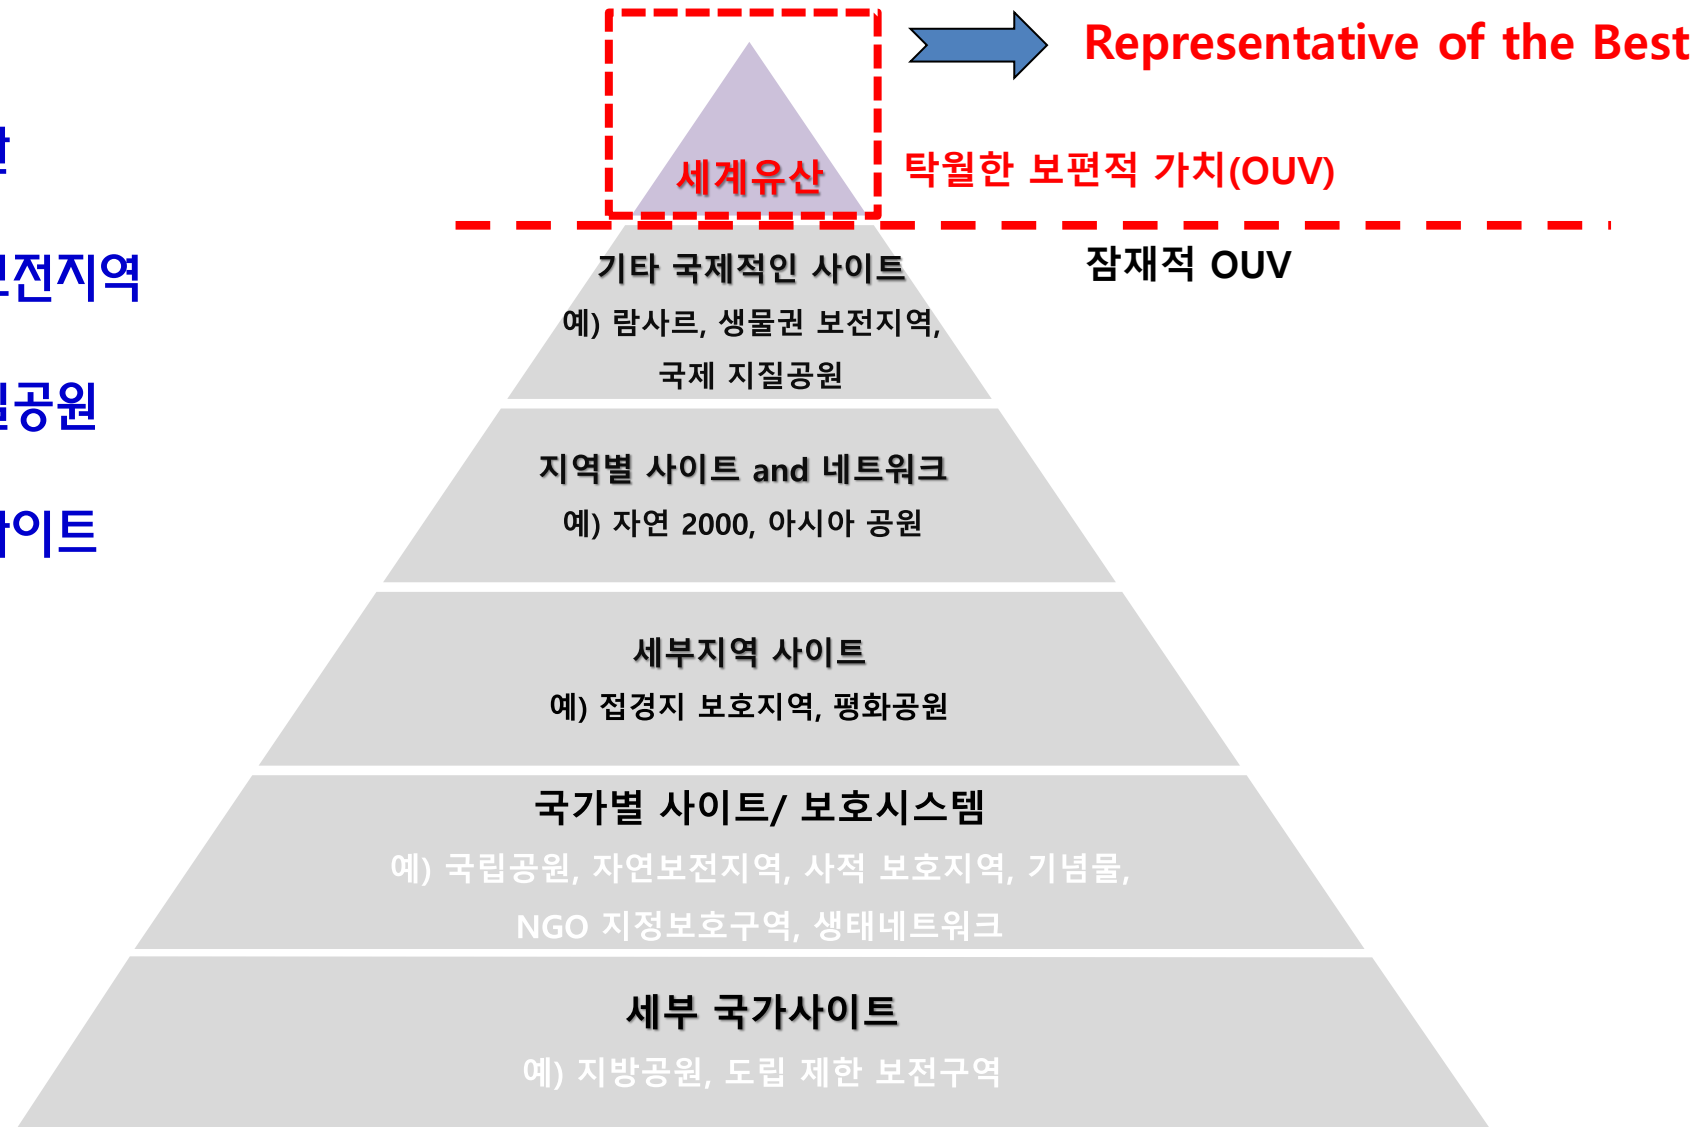 Representative of the Best
세계유산
탁월한 보편적 가치(OUV)
잠재적 OUV
기타 국제적인 사이트
예) 람사르, 생물권 보전지역,
국제 지질공원
지역별 사이트 and 네트워크
예) 자연 2000, 아시아 공원
세부지역 사이트
예) 접경지 보호지역, 평화공원
국가별 사이트/ 보호시스템
예) 국립공원, 자연보전지역, 사적 보호지역, 기념물,
NGO 지정보호구역, 생태네트워크
세부 국가사이트
예) 지방공원, 도립 제한 보전구역
전지역
공원
이트